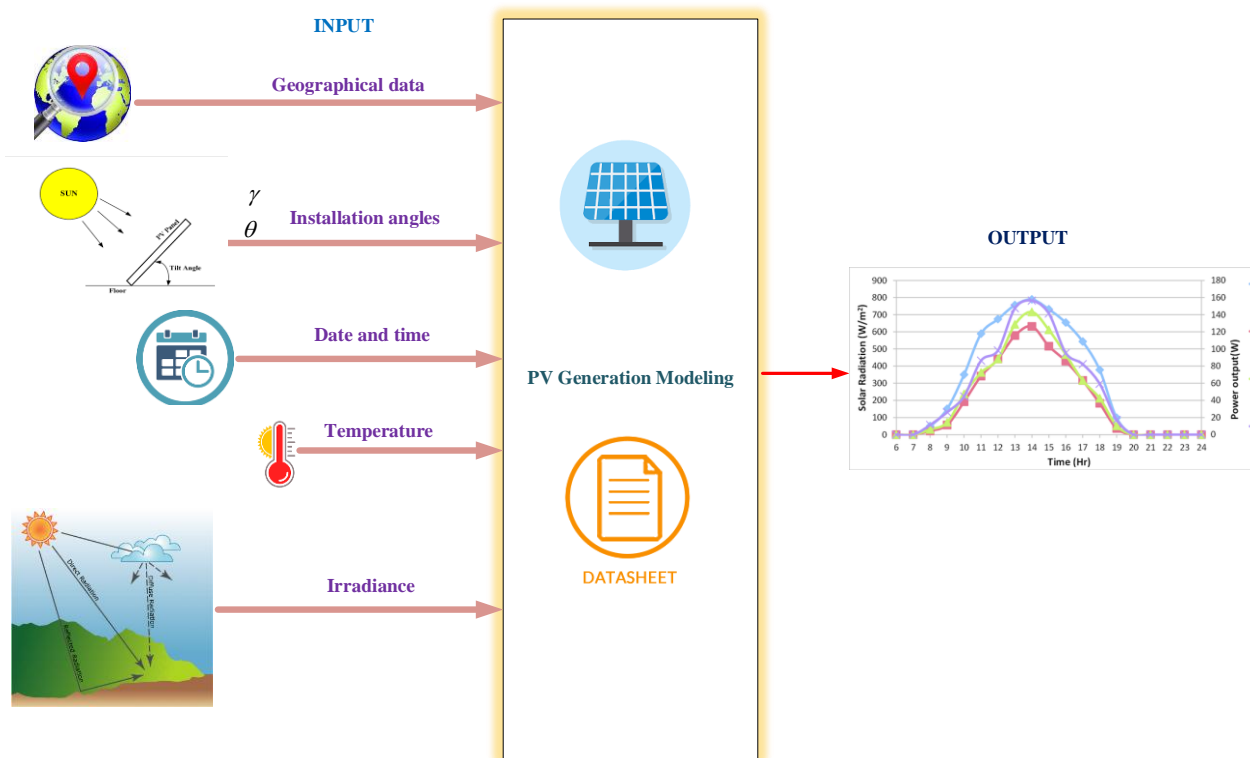 INPUT
Geographical data
SUN
PV Panel
Tilt Angle
Floor
γ
θ
Installation angles
Date and time
Temperature
Direct Radiation
Diffuse Radiation
Reflected Radiation
Irradiance
PV Generation Modeling
DATASHEET
OUTPUT
Solar Radiation (W/m²)
900
800
700
600
500
400
300
200
100
0
180
160
140
120
100
80
60
40
20
0
Power output(W)
6 7 8 9 10 11 12 13 14 15 16 17 18 19 20 21 22 23 24
Time (Hr)